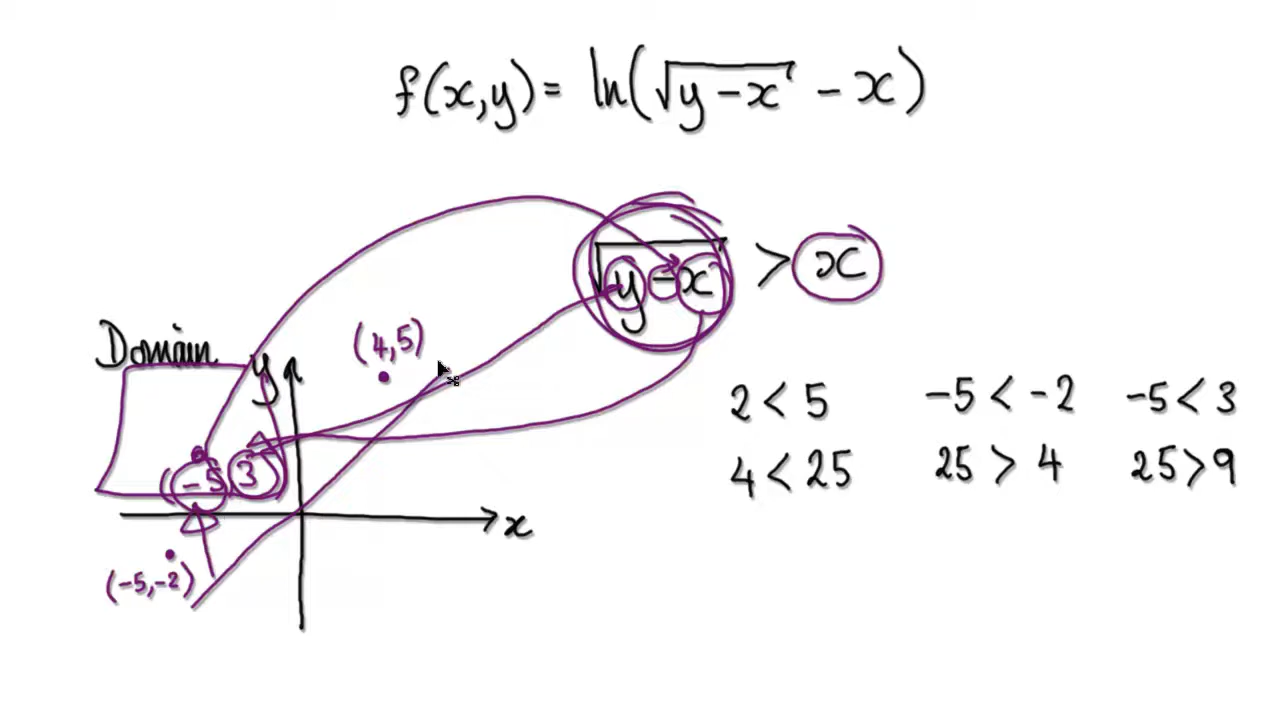 f(x,y) = ln(√y-x - x)
√y-x > x
Domain
y
(4,5)
(-5 3
x
(-5,-2)
2 < 5
-5 < -2
-5 < 3
4 < 25
25 > 4
25 > 9